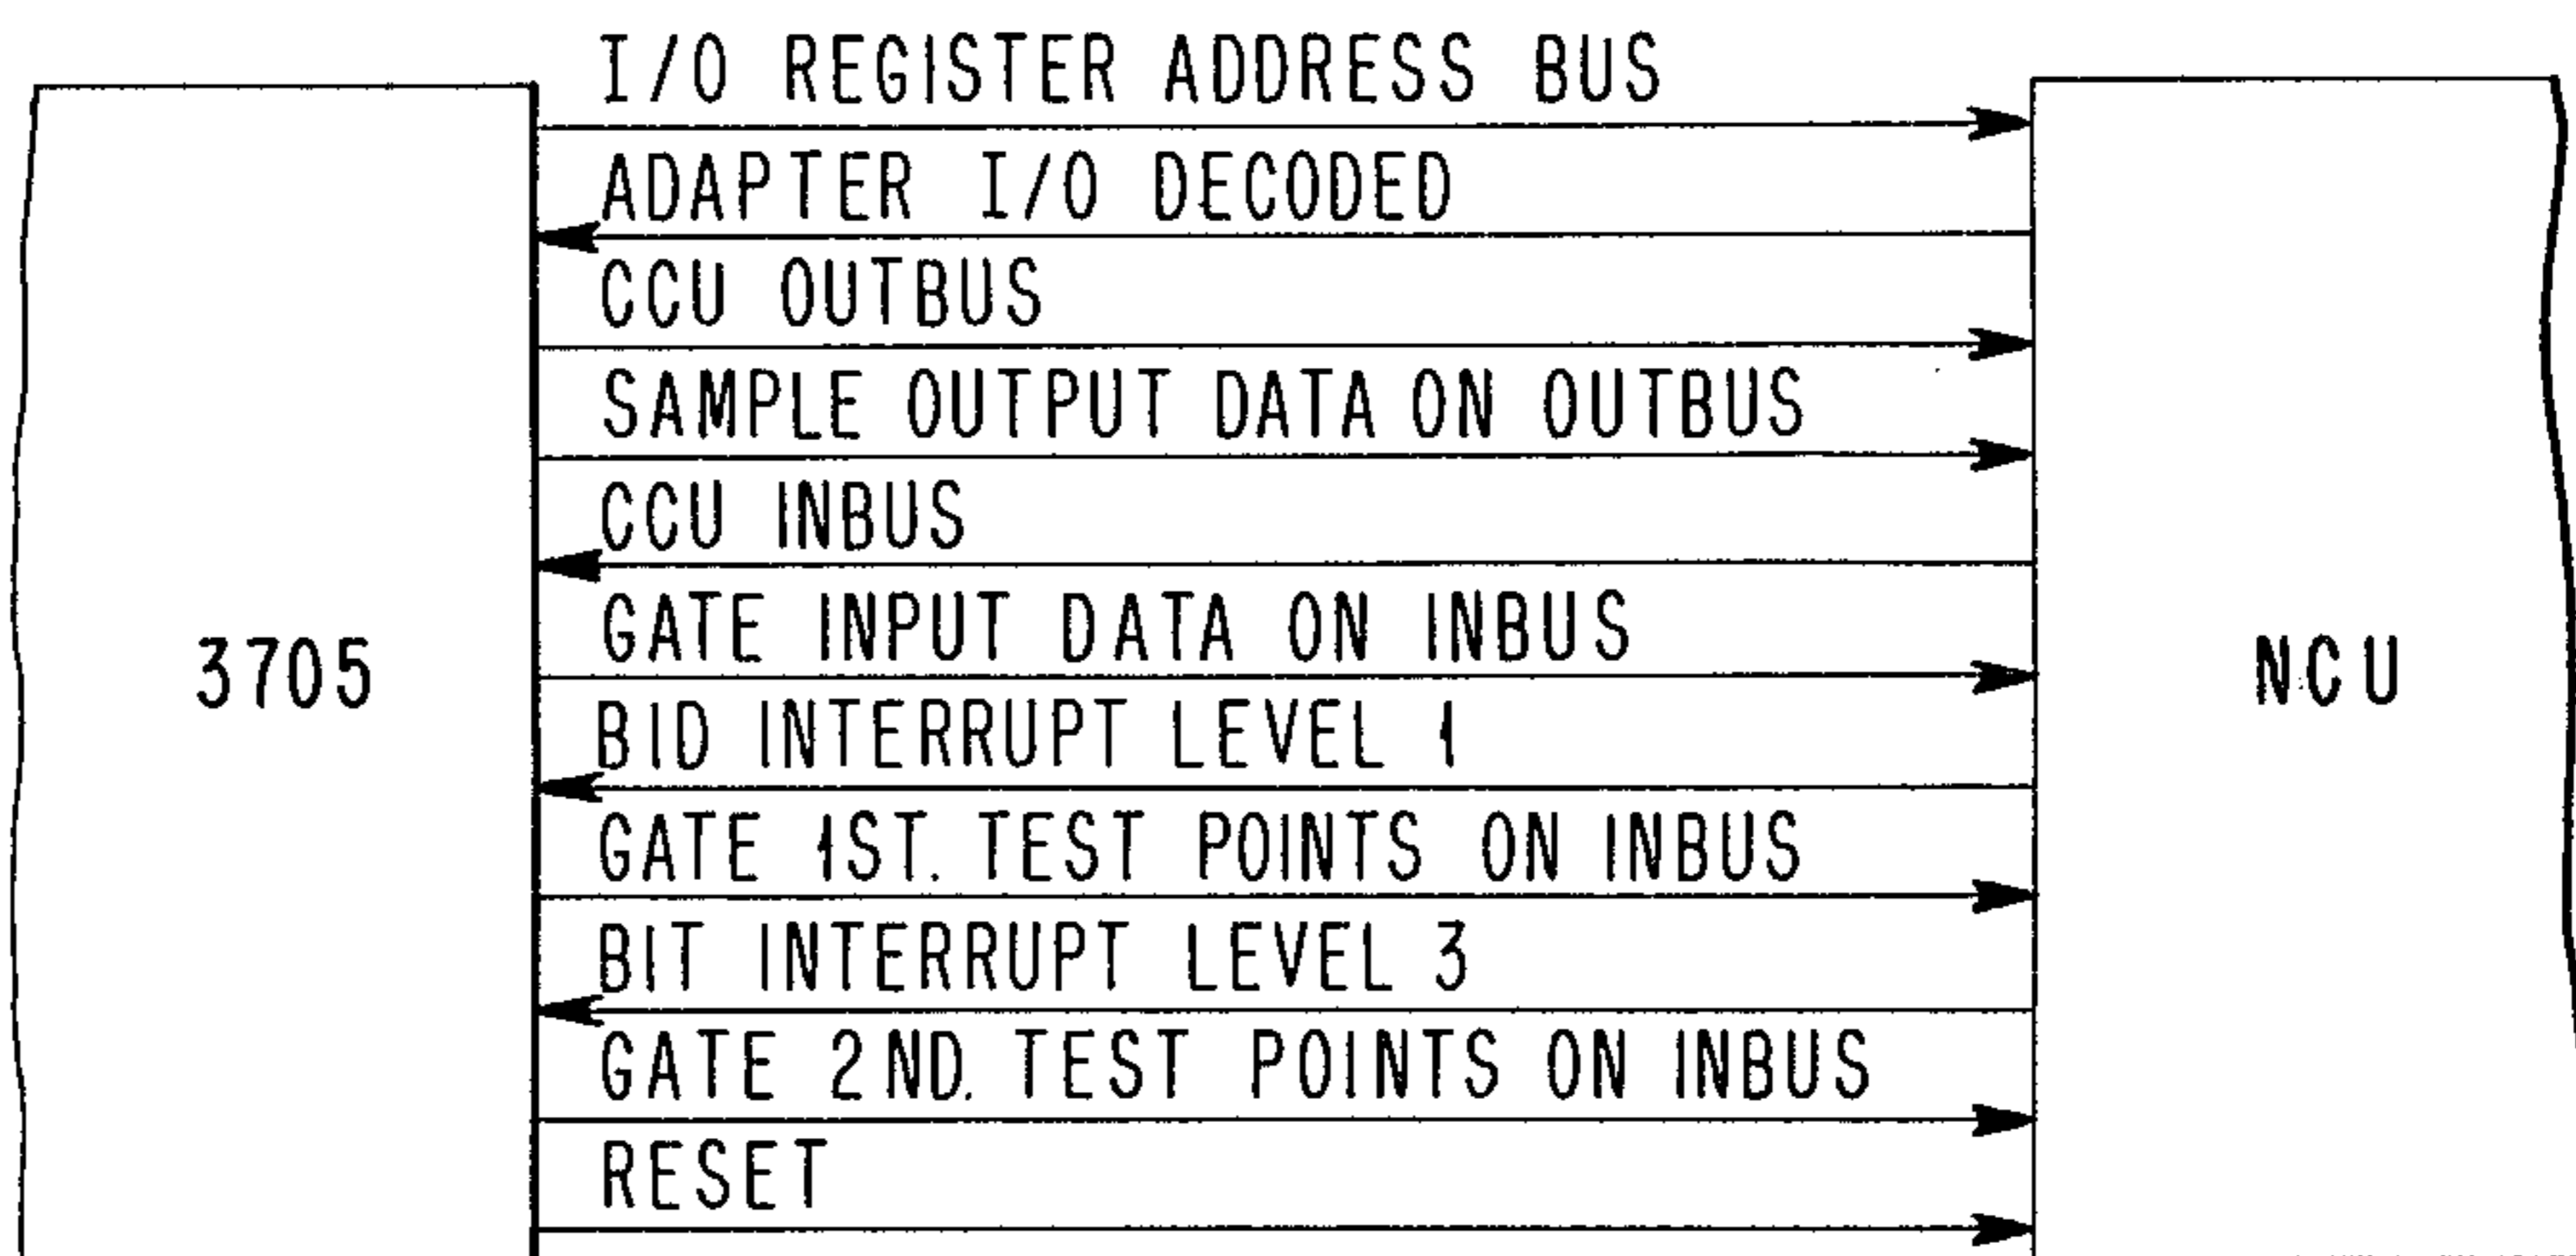 I/O REGISTER ADDRESS BUS
ADAPTER I/O DECODED
CCU OUTBUS
SAMPLE OUTPUT DATA ON OUTBUS
CCU INBUS
GATE INPUT DATA ON INBUS
3705
NCU
BID INTERRUPT LEVEL 1
GATE 1ST. TEST POINTS ON INBUS
BIT INTERRUPT LEVEL 3
GATE 2ND. TEST POINTS ON INBUS
RESET